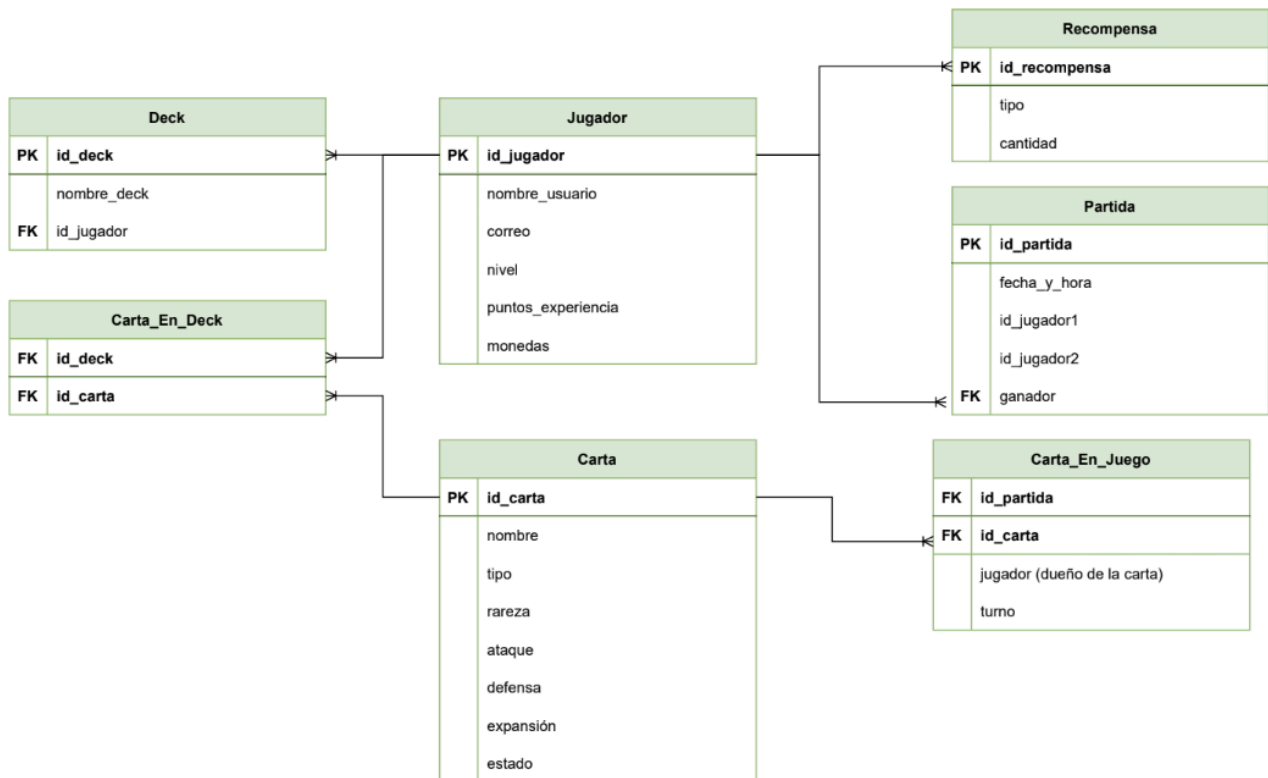 Recompensa
PK id_recompensa
tipo
cantidad
Deck
PK id_deck
nombre_deck
FK id_jugador
Jugador
PK id_jugador
nombre_usuario
correo
nivel
puntos_experiencia
monedas
Partida
PK id_partida
fecha_y_hora
id_jugador1
id_jugador2
FK ganador
Carta_En_Deck
FK id_deck
FK id_carta
Carta
PK id_carta
nombre
tipo
rareza
ataque
defensa
expansión
estado
Carta_En_Juego
FK id_partida
FK id_carta
jugador (dueño de la carta)
turno